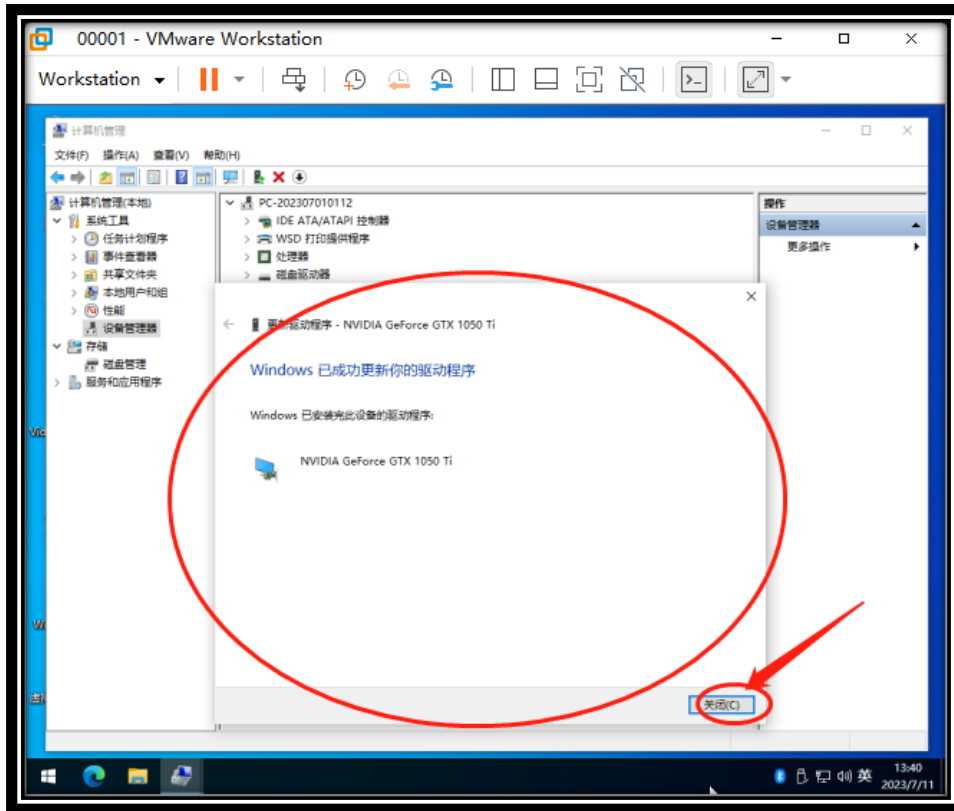 00001 - VMware Workstation
Workstation
计算机管理
文件(F) 操作(A) 查看(V) 帮助(H)
计算机管理(本地)
系统工具
任务计划程序
事件查看器
共享文件夹
本地用户和组
性能
设备管理器
存储
磁盘管理
服务和应用程序
PC-202307010112
IDE ATA/ATAPI 控制器
WSD 打印提供程序
处理器
磁盘驱动器
操作
设备管理器
更多操作
更新驱动程序 - NVIDIA GeForce GTX 1050 Ti
Windows 已成功更新你的驱动程序
Windows 已安装完此设备的驱动程序:
NVIDIA GeForce GTX 1050 Ti
关闭(C)
英
13:40
2023/7/11